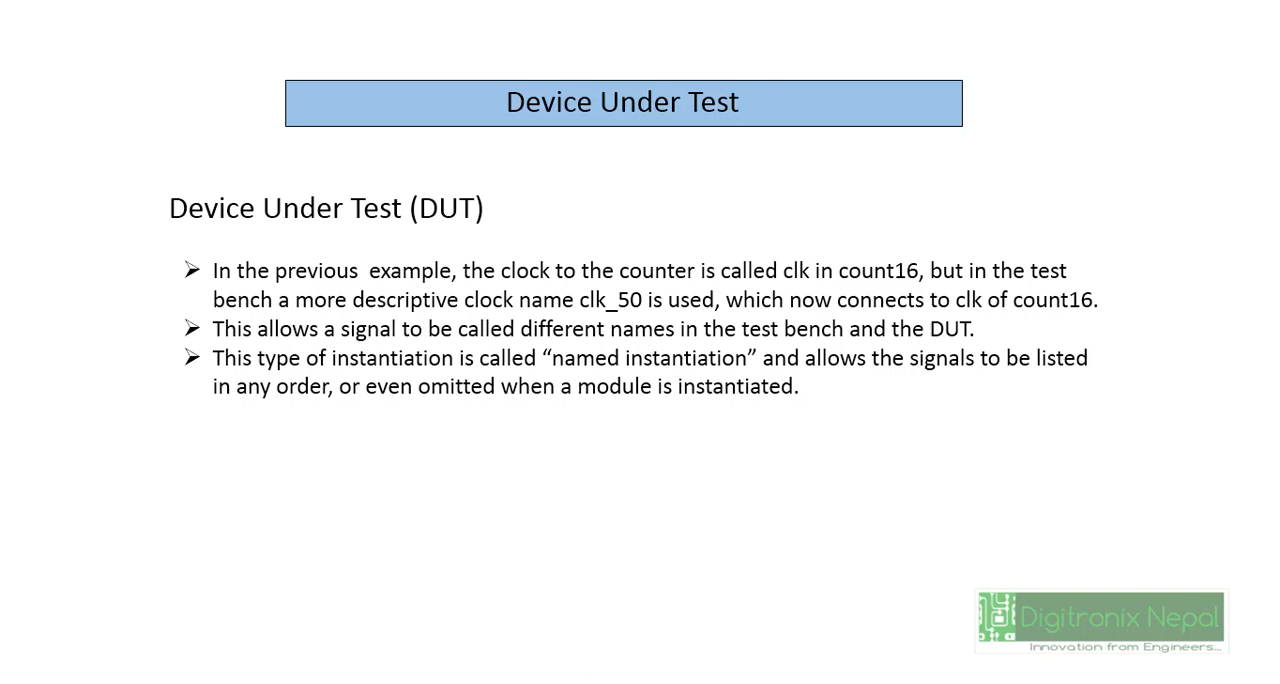 Device Under Test
Device Under Test (DUT)
➢ In the previous  example, the clock to the counter is called clk in count16, but in the test
bench a more descriptive clock name clk_50 is used, which now connects to clk of count16.
➢ This allows a signal to be called different names in the test bench and the DUT.
➢ This type of instantiation is called “named instantiation” and allows the signals to be listed
in any order, or even omitted when a module is instantiated.
Digitronix Nepal
Innovation from Engineers...